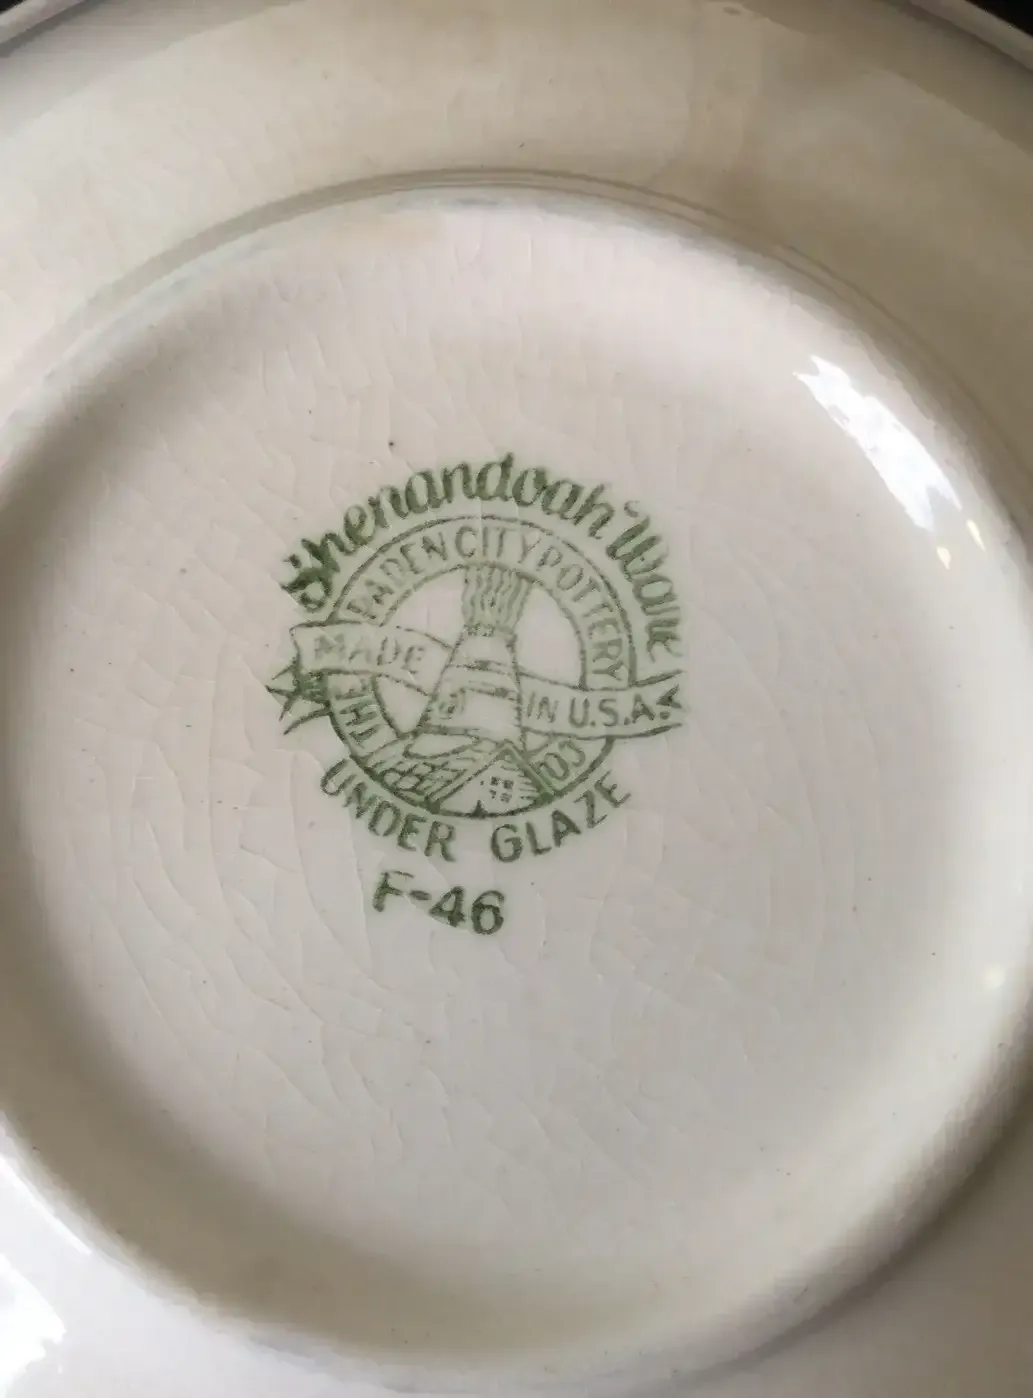 Shenandoah Ware
THE PADEN CITY POTTERY CO.
MADE IN U.S.A.
UNDER GLAZE
F-46